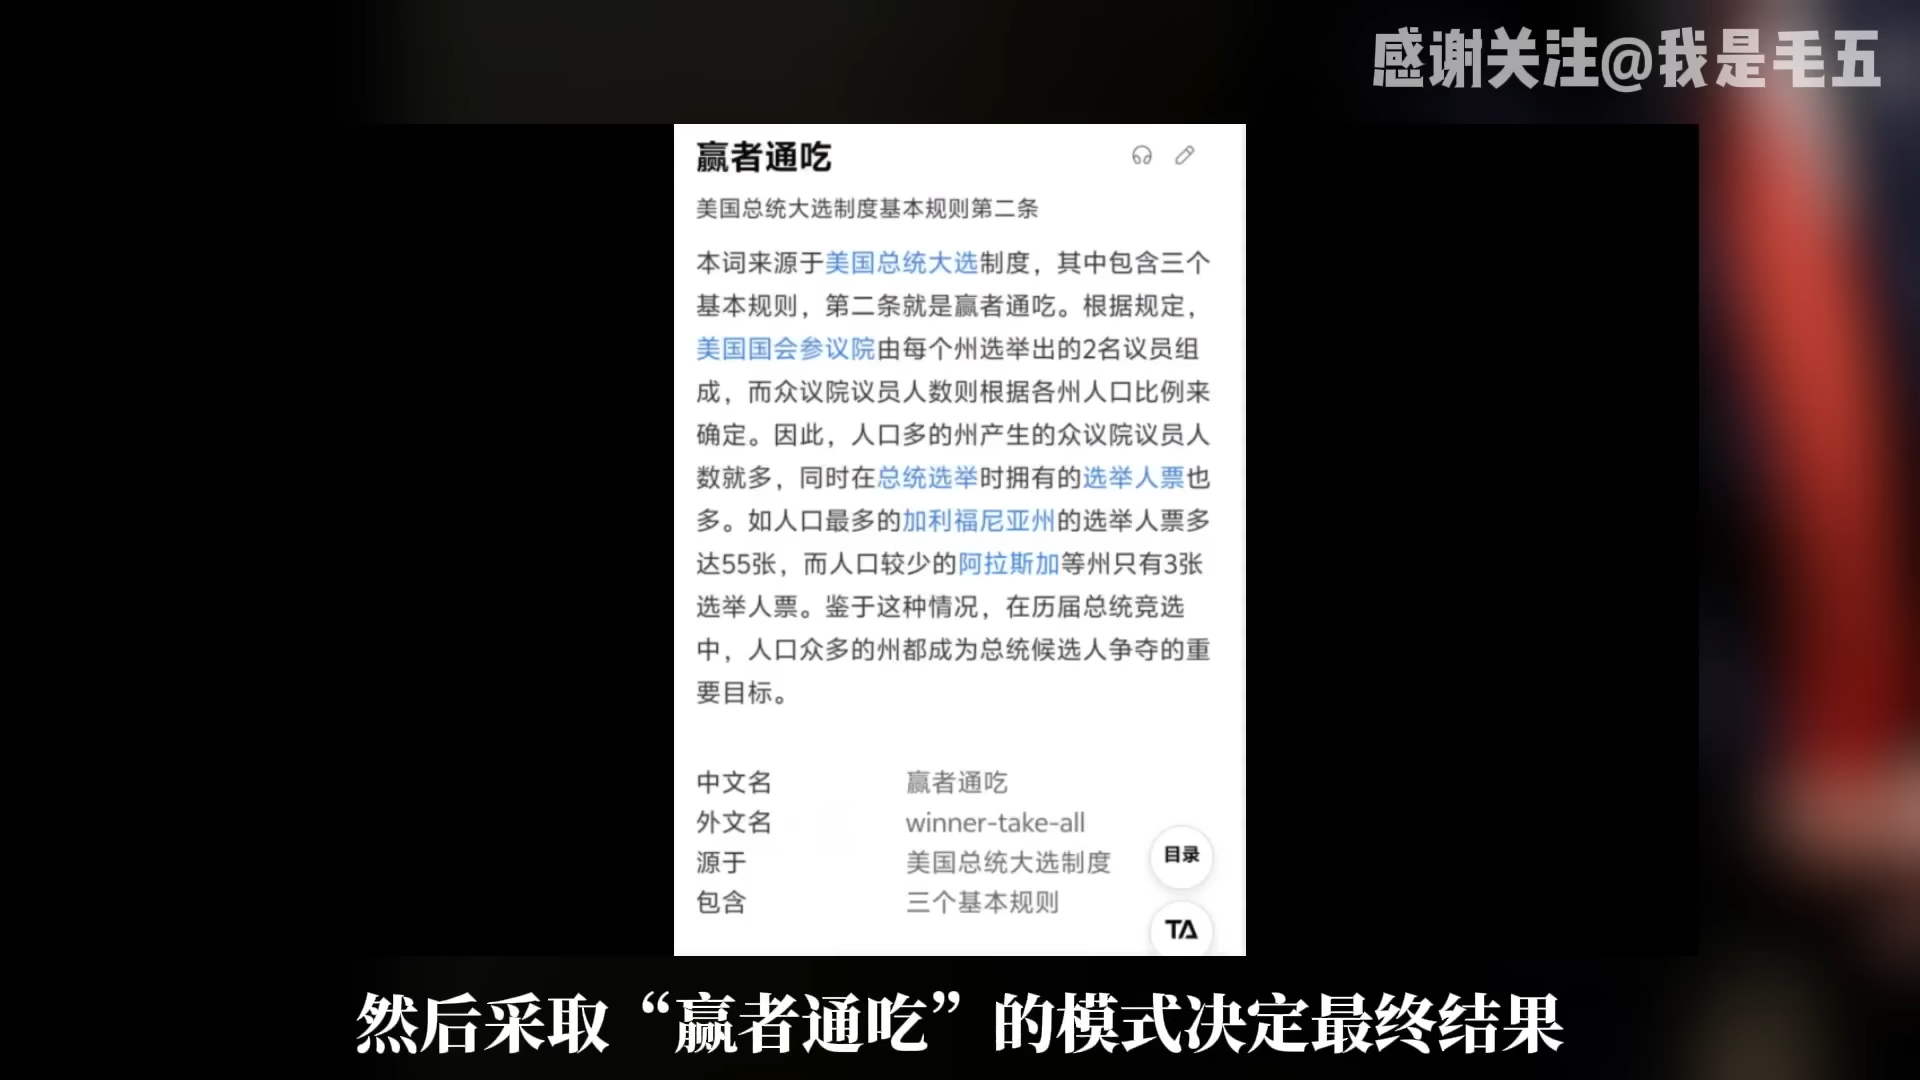 感谢关注@我是毛五
赢者通吃
美国总统大选制度基本规则第二条
本词来源于美国总统大选制度，其中包含三个
基本规则，第二条就是赢者通吃。根据规定，
美国国会参议院由每个州选举出的2名议员组
成，而众议院议员人数则根据各州人口比例来
确定。因此，人口多的州产生的众议院议员人
数就多，同时在总统选举时拥有的选举人票也
多。如人口最多的加利福尼亚州的选举人票多
达55张，而人口较少的阿拉斯加等州只有3张
选举人票。鉴于这种情况，在历届总统竞选
中，人口众多的州都成为总统候选人争夺的重
要目标。
中文名 赢者通吃
外文名 winner-take-all
源于 美国总统大选制度
包含 三个基本规则
目录
TA
然后采取“赢者通吃”的模式决定最终结果